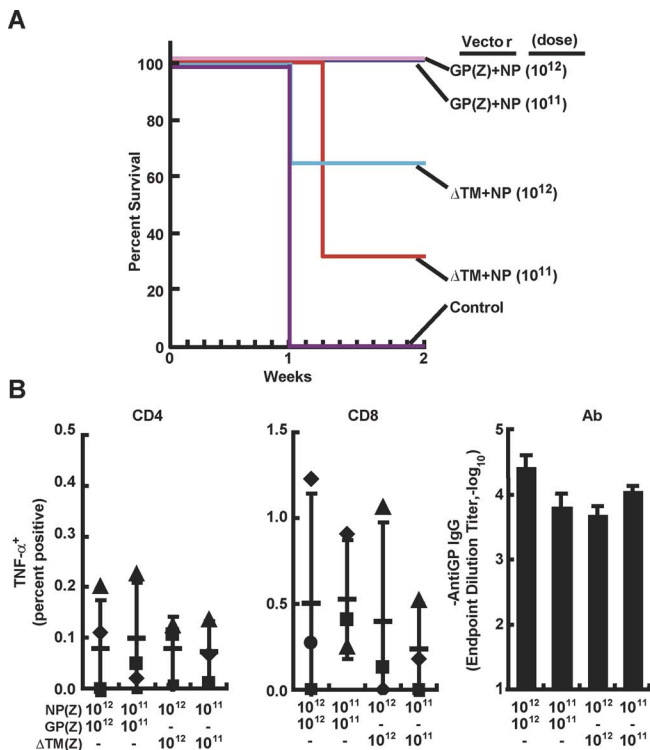 A
Vector (dose)
GP(Z)+NP (10¹²)
GP(Z)+NP (10¹¹)
ΔTM+NP (10¹²)
ΔTM+NP (10¹¹)
Control
Percent Survival
100
80
60
40
20
0
0 1 2
Weeks
B
CD4 CD8 Ab
TNF-α⁺
(percent positive)
0.5
0.4
0.3
0.2
0.1
0.0
1.5
1.0
0.5
0.0
-AntiGP IgG
(Endpoint Dilution Titer,-log₁₀)
5
4
3
2
1
NP(Z) 10¹² 10¹¹ 10¹² 10¹¹ 10¹² 10¹¹ 10¹² 10¹¹ 10¹² 10¹¹ 10¹² 10¹¹
GP(Z) 10¹² 10¹¹ - - 10¹² 10¹¹ - - 10¹² 10¹¹ - -
ΔTM(Z) - - 10¹² 10¹¹ - - 10¹² 10¹¹ - - 10¹² 10¹¹